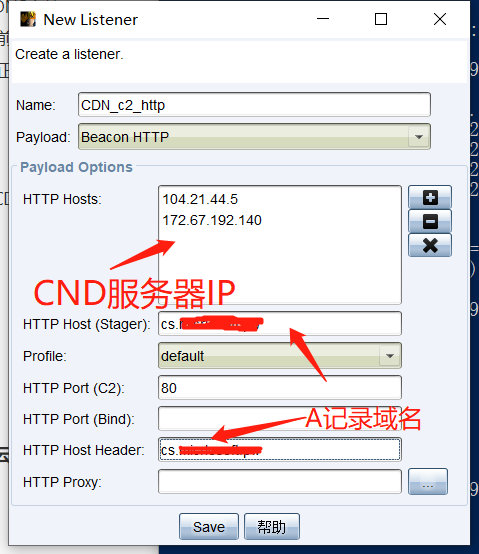 New Listener
Create a listener.
Name: CDN_c2_http
Payload: Beacon HTTP
Payload Options
HTTP Hosts: 104.21.44.5
172.67.192.140
CND服务器IP
HTTP Host (Stager): cs.
Profile: default
HTTP Port (C2): 80
HTTP Port (Bind):
A记录域名
HTTP Host Header: cs.
HTTP Proxy:
...
Save 帮助